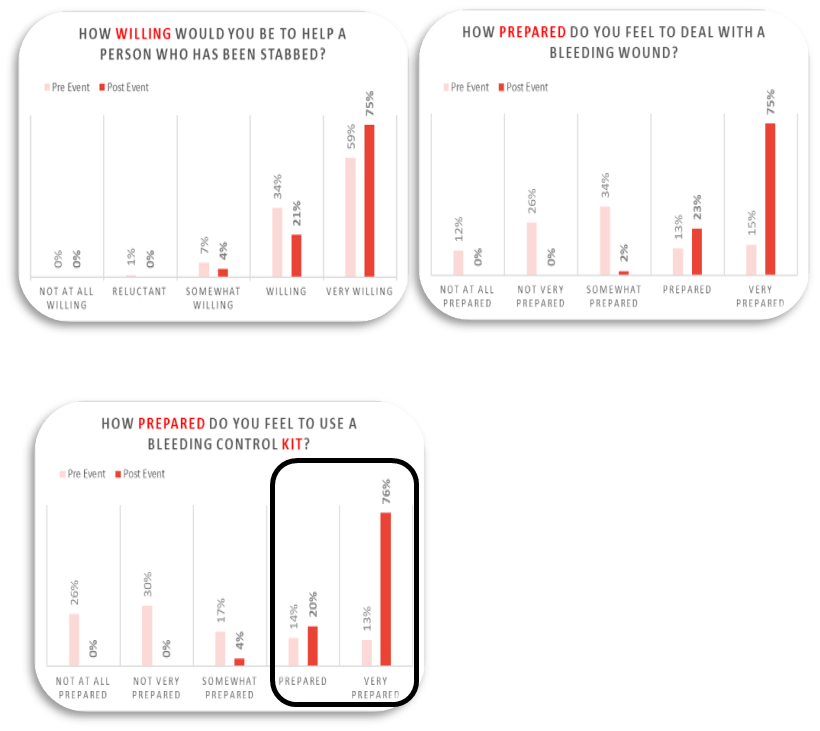 HOW WILLING WOULD YOU BE TO HELP A
PERSON WHO HAS BEEN STABBED?
Pre Event Post Event
0% 0% 1% 0% 7% 4% 34% 21% 59% 75%
NOT AT ALL WILLING RELUCTANT SOMEWHAT WILLING WILLING VERY WILLING
HOW PREPARED DO YOU FEEL TO DEAL WITH A
BLEEDING WOUND?
Pre Event Post Event
12% 0% 26% 0% 34% 2% 13% 23% 15% 75%
NOT AT ALL PREPARED NOT VERY PREPARED SOMEWHAT PREPARED PREPARED VERY PREPARED
HOW PREPARED DO YOU FEEL TO USE A
BLEEDING CONTROL KIT?
Pre Event Post Event
26% 0% 30% 0% 17% 4% 14% 20% 13% 76%
NOT AT ALL PREPARED NOT VERY PREPARED SOMEWHAT PREPARED PREPARED VERY PREPARED